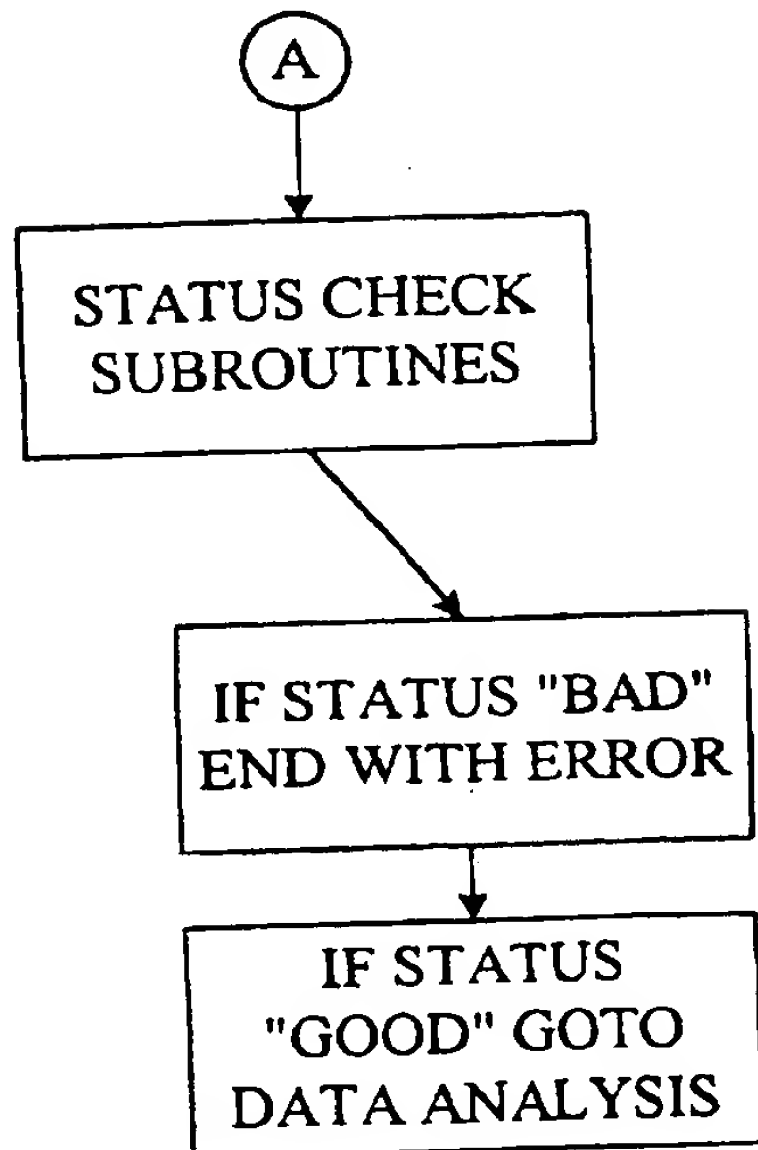 A
STATUS CHECK
SUBROUTINES
IF STATUS "BAD"
END WITH ERROR
IF STATUS
"GOOD" GOTO
DATA ANALYSIS